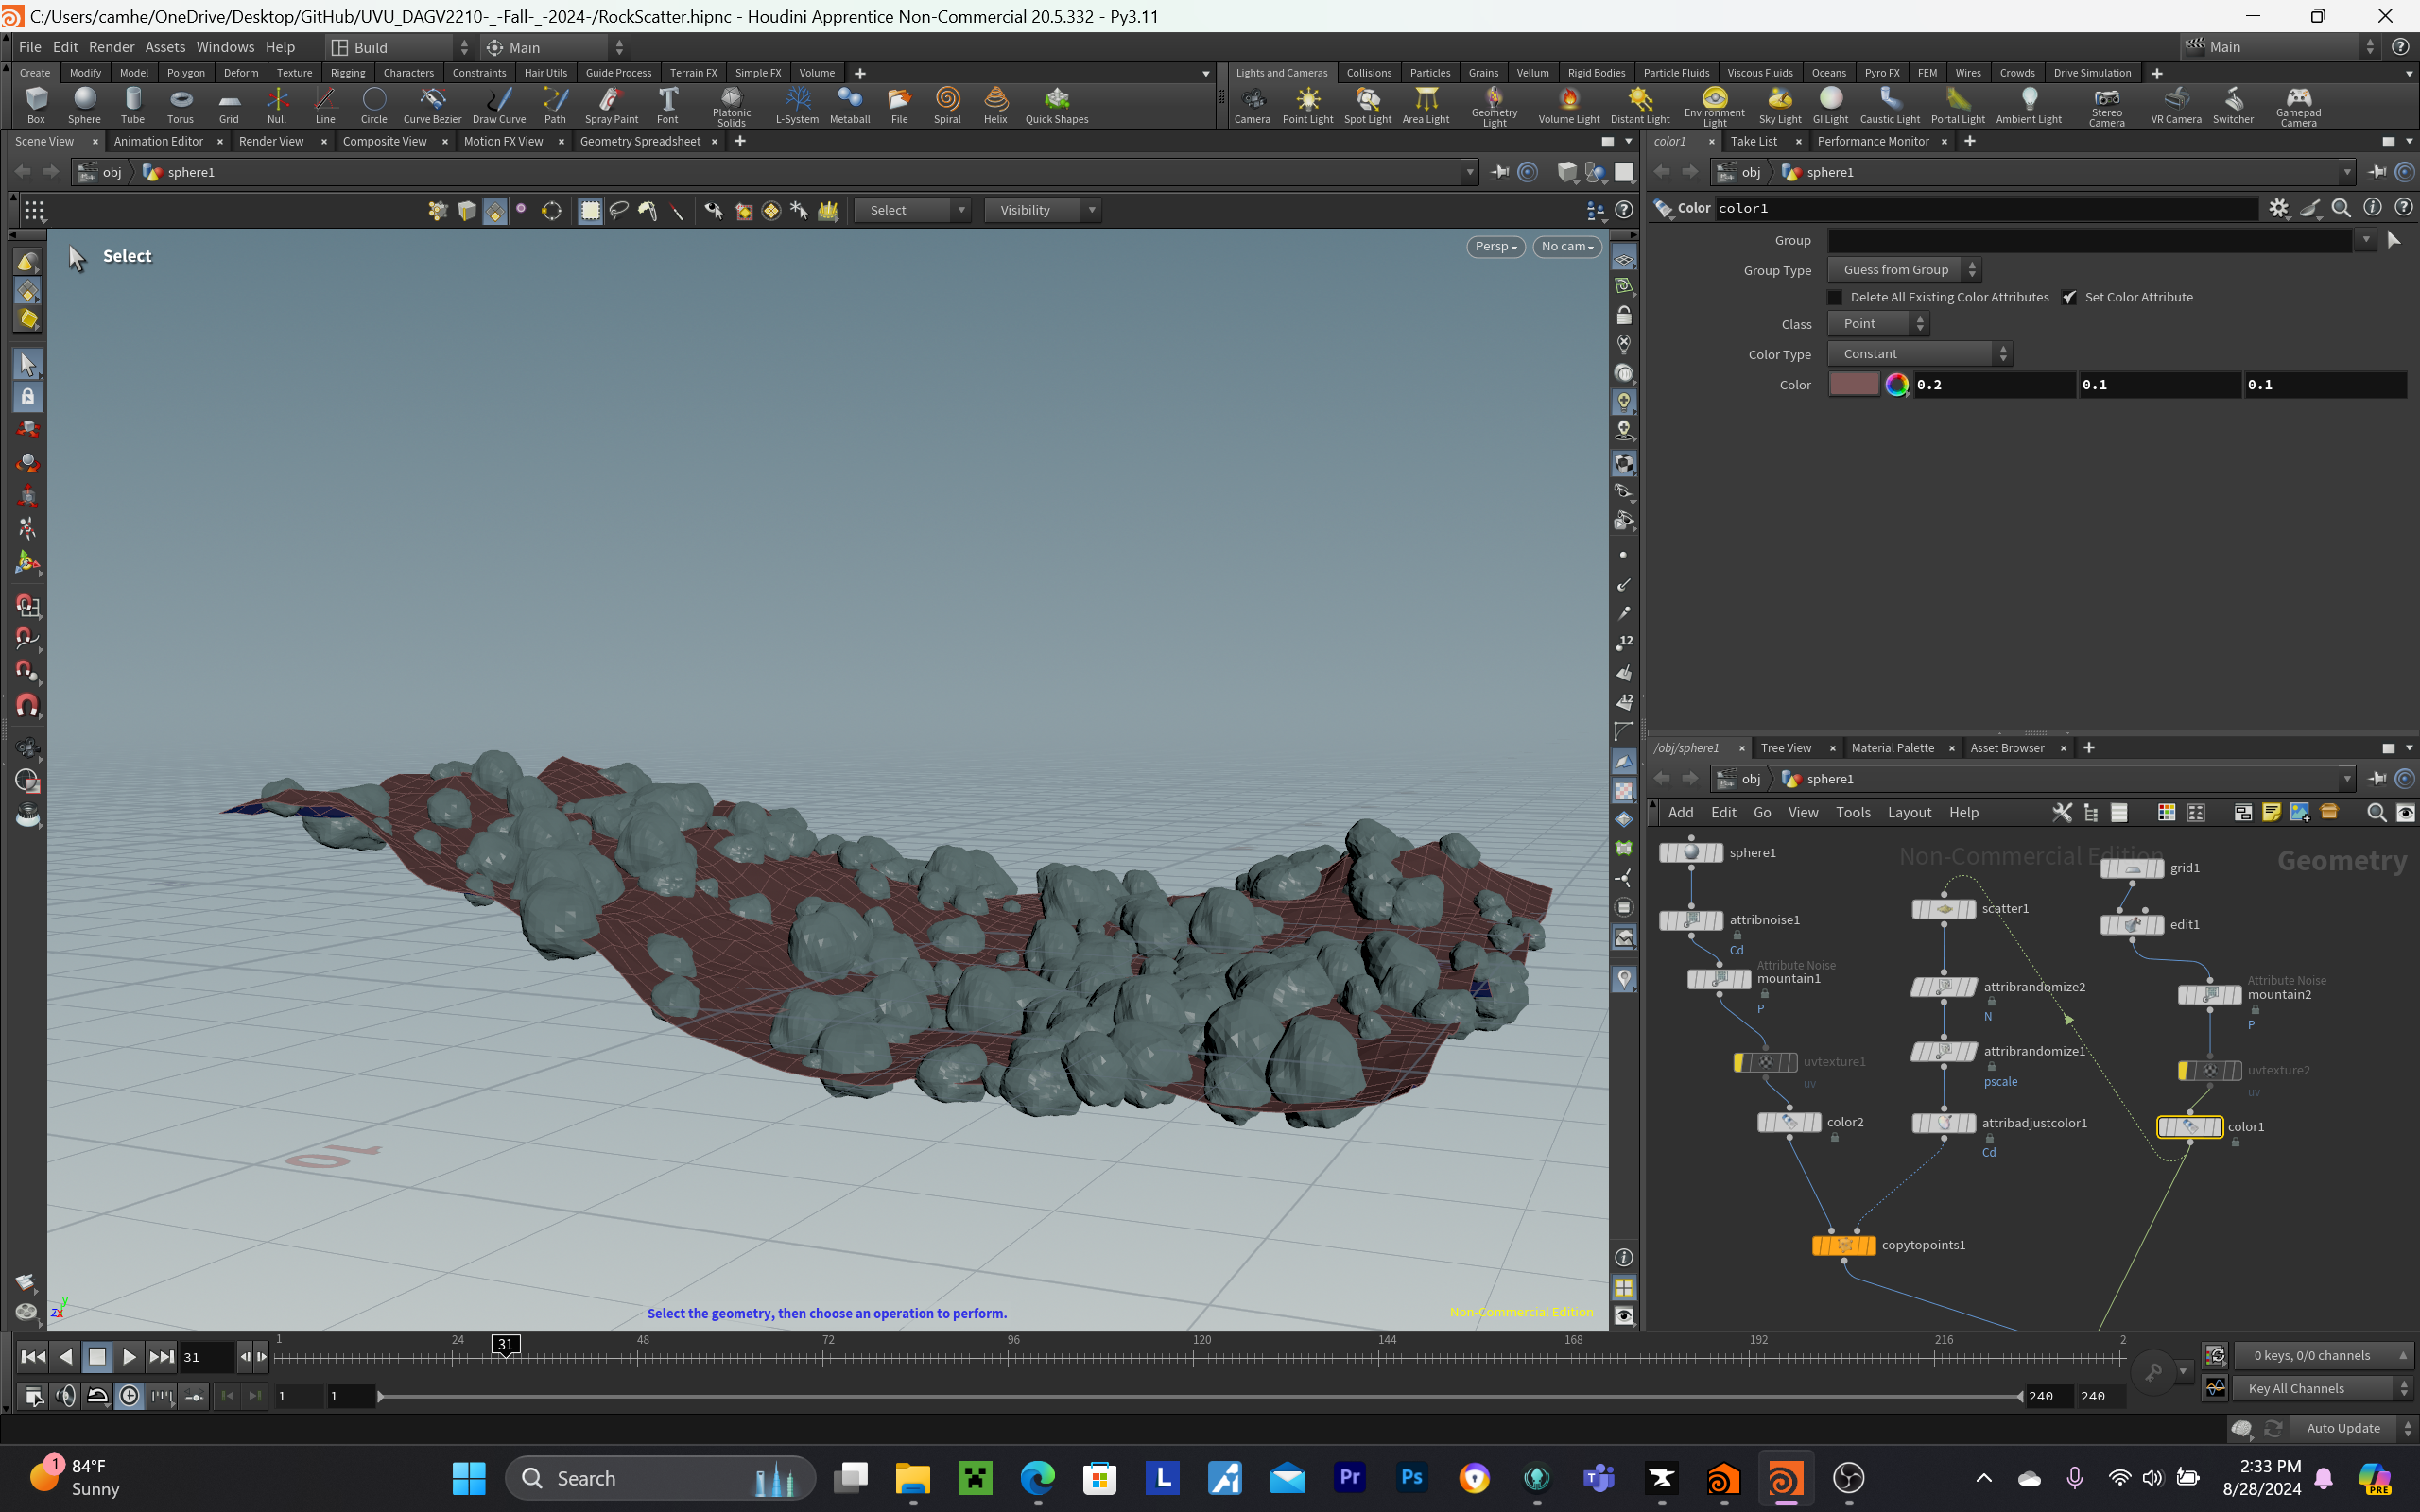 C:/Users/camhe/OneDrive/Desktop/GitHub/UVU_DAGV2210-_-Fall-_-2024-/RockScatter.hipnc - Houdini Apprentice Non-Commercial 20.5.332 - Py3.11
File Edit Render Assets Windows Help Build Main Main
Create Modify Model Polygon Deform Texture Rigging Characters Constraints Hair Utils Guide Process Terrain FX Simple FX Volume
Lights and Cameras Collisions Particles Grains Vellum Rigid Bodies Particle Fluids Viscous Fluids Oceans Pyro FX FEM Wires Crowds Drive Simulation
Box Sphere Tube Torus Grid Null Line Circle Curve Bezier Draw Curve Path Spray Paint Font Platonic Solids L-System Metaball File Spiral Helix Quick Shapes
Camera Point Light Spot Light Area Light Geometry Light Volume Light Distant Light Environment Light Sky Light GI Light Caustic Light Portal Light Ambient Light Stereo Camera VR Camera Switcher Gamepad Camera
Scene View Animation Editor Render View Composite View Motion FX View Geometry Spreadsheet
color1 Take List Performance Monitor
obj sphere1
obj sphere1
Select Visibility
Color color1
Select
Persp No cam
Group
Group Type Guess from Group
Delete All Existing Color Attributes Set Color Attribute
Class Point
Color Type Constant
Color 0.2 0.1 0.1
12
12
10
/obj/sphere1 Tree View Material Palette Asset Browser
obj sphere1
Add Edit Go View Tools Layout Help
Non-Commercial Edition
Geometry
sphere1
grid1
scatter1
attribnoise1
Cd
edit1
Attribute Noise
mountain1
P
attribrandomize2
N
Attribute Noise
mountain2
P
attribrandomize1
pscale
uvtexture1
uv
uvtexture2
uv
color2
attribadjustcolor1
Cd
color1
copytopoints1
y
z x
Select the geometry, then choose an operation to perform.
Non-Commercial Edition
31
1 24 31 48 72 96 120 144 168 192 216 2
0 keys, 0/0 channels
1 1 240 240
Key All Channels
Auto Update
1
84°F
Sunny
Search
L
Pr
Ps
PRE
2:33 PM
8/28/2024